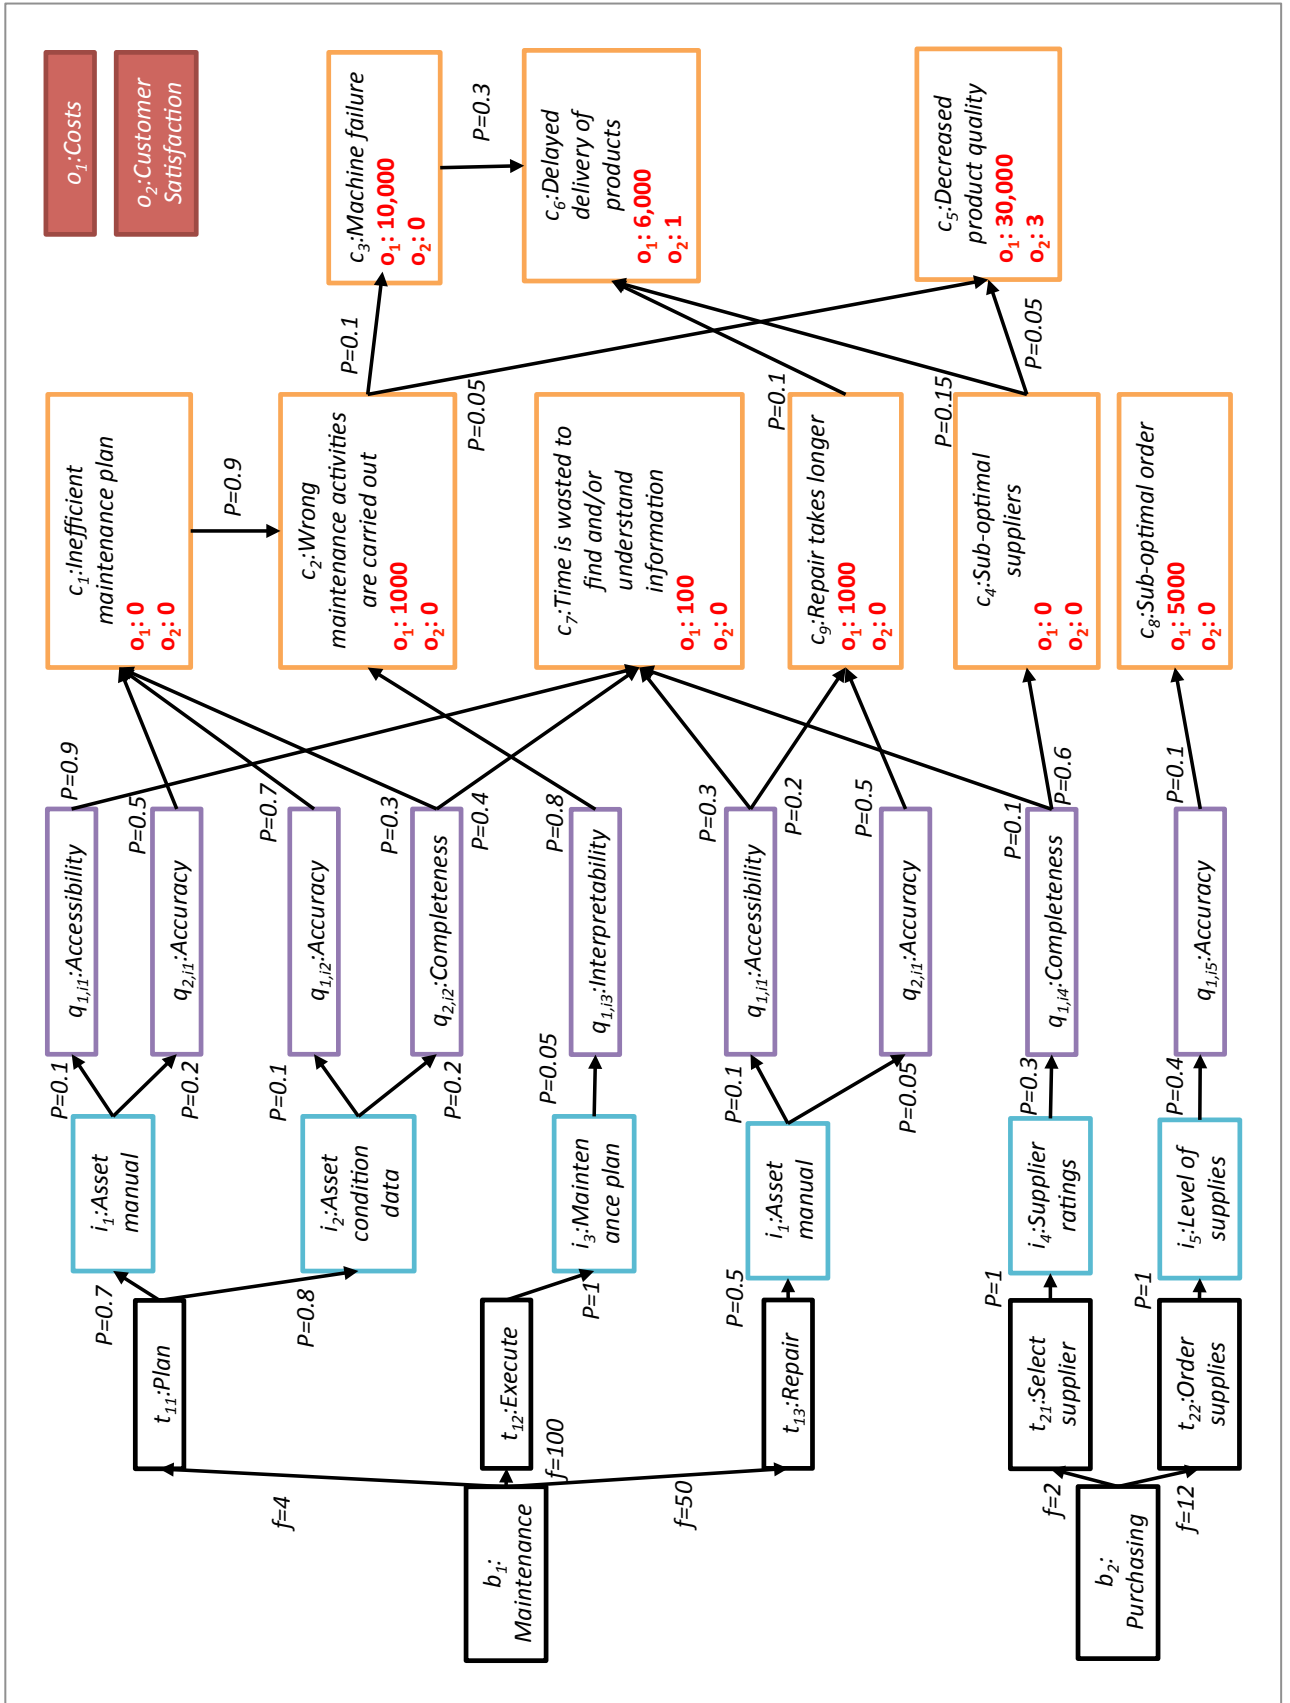 b₁:
Maintenance
b₂:
Purchasing
f=4
f=100
f=50
f=2
f=12
t₁₁:Plan
t₁₂:Execute
t₁₃:Repair
t₂₁:Select
supplier
t₂₂:Order
supplies
P=0.7
P=0.8
P=1
P=0.5
P=1
P=1
i₁:Asset
manual
i₂:Asset
condition
data
i₃:Mainten
ance plan
i₁:Asset
manual
i₄:Supplier
ratings
i₅:Level of
supplies
P=0.1
P=0.2
P=0.1
P=0.2
P=0.05
P=0.1
P=0.05
P=0.3
P=0.4
q₁,ᵢ₁:Accessibility
q₂,ᵢ₁:Accuracy
q₁,ᵢ₂:Accuracy
q₂,ᵢ₂:Completeness
q₁,ᵢ₃:Interpretability
q₁,ᵢ₁:Accessibility
q₂,ᵢ₁:Accuracy
q₁,ᵢ₄:Completeness
q₁,ᵢ₅:Accuracy
P=0.9
P=0.5
P=0.7
P=0.3
P=0.4
P=0.8
P=0.3
P=0.2
P=0.5
P=0.1
P=0.6
P=0.1
c₁:Inefficient
maintenance plan
o₁: 0
o₂: 0
P=0.9
c₂:Wrong
maintenance activities
are carried out
o₁: 1000
o₂: 0
c₇:Time is wasted to
find and/or
understand
information
o₁: 100
o₂: 0
c₉:Repair takes longer
o₁: 1000
o₂: 0
c₄:Sub-optimal
suppliers
o₁: 0
o₂: 0
c₈:Sub-optimal order
o₁: 5000
o₂: 0
P=0.1
P=0.05
P=0.1
P=0.15
P=0.05
o₁:Costs
o₂:Customer
Satisfaction
c₃:Machine failure
o₁: 10,000
o₂: 0
P=0.3
c₆:Delayed
delivery of
products
o₁: 6,000
o₂: 1
c₅:Decreased
product quality
o₁: 30,000
o₂: 3